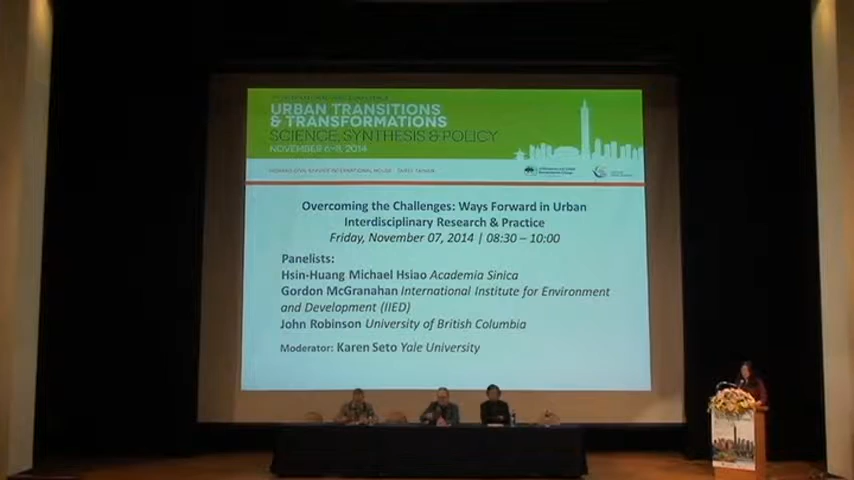 URBAN TRANSITIONS
& TRANSFORMATIONS
SCIENCE, SYNTHESIS & POLICY
NOVEMBER 6-8, 2014
Overcoming the Challenges: Ways Forward in Urban
Interdisciplinary Research & Practice
Friday, November 07, 2014 | 08:30 – 10:00
Panelists:
Hsin-Huang Michael Hsiao Academia Sinica
Gordon McGranahan International Institute for Environment
and Development (IIED)
John Robinson University of British Columbia
Moderator: Karen Seto Yale University